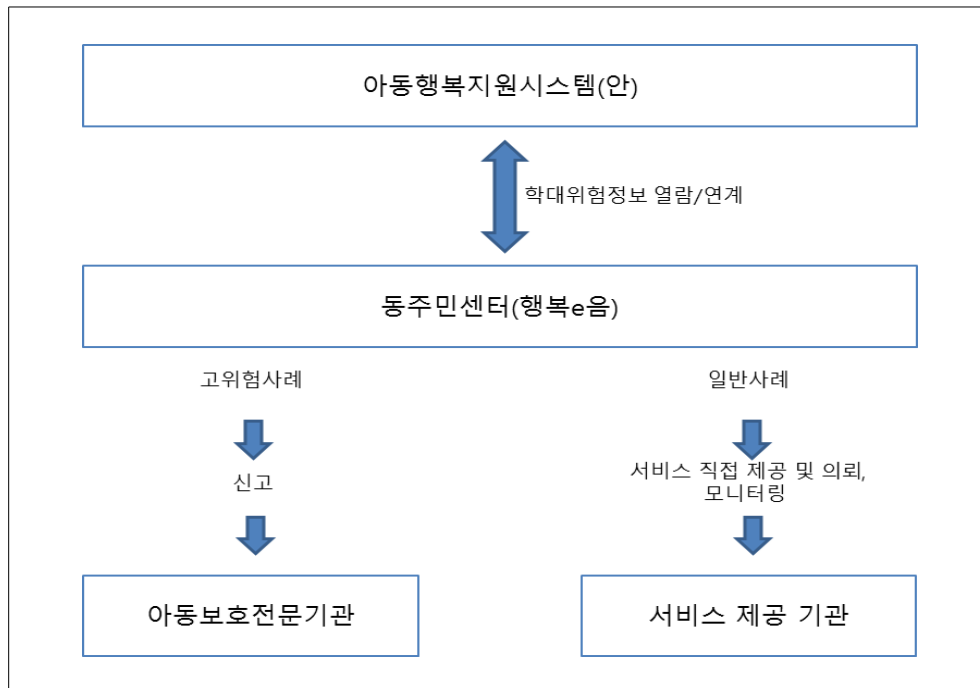 아동행복지원시스템(안)
학대위험정보 열람/연계
동주민센터(행복e음)
고위험사례
일반사례
신고
서비스 직접 제공 및 의뢰,
모니터링
아동보호전문기관
서비스 제공 기관